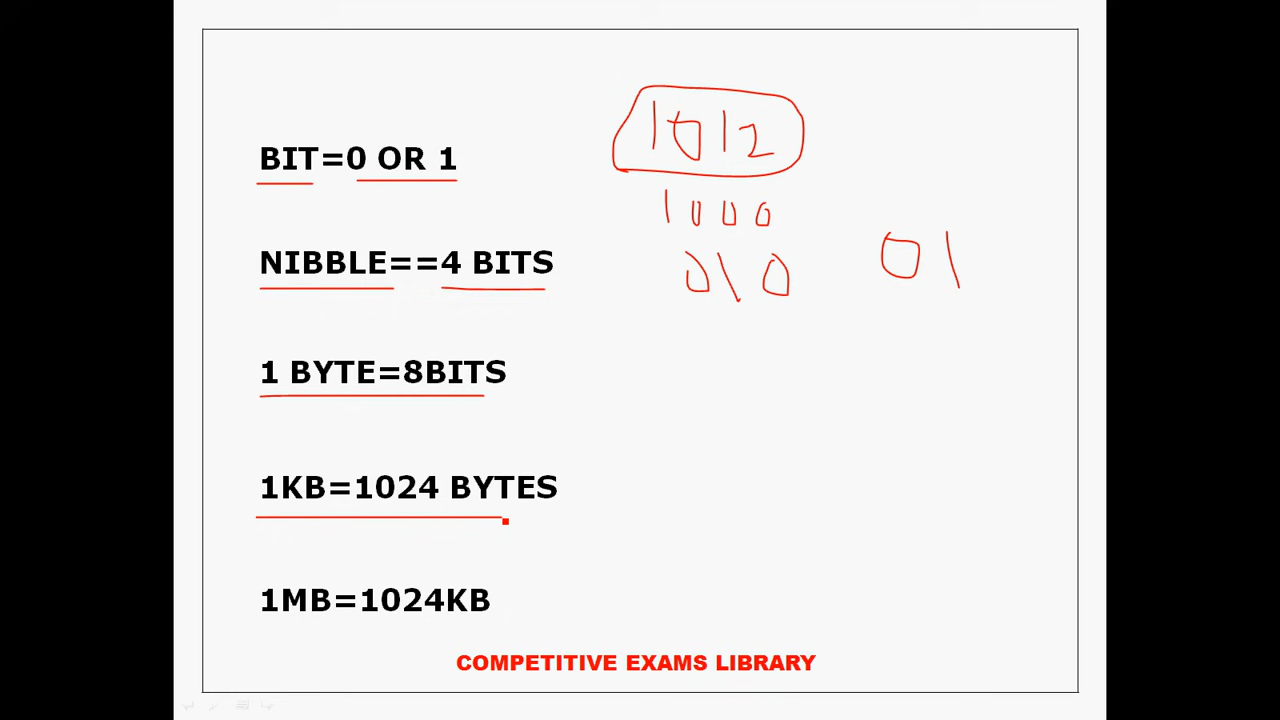 BIT=0 OR 1
1012
1000
010
01
NIBBLE==4 BITS
1 BYTE=8BITS
1KB=1024 BYTES
1MB=1024KB
COMPETITIVE EXAMS LIBRARY